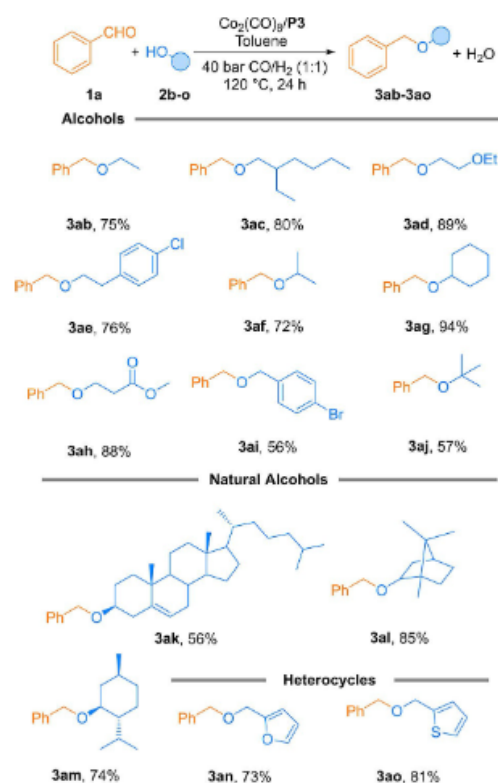 CHO
HO
Co2(CO)8/P3
Toluene
40 bar CO/H2 (1:1)
120 °C, 24 h
O
+ H2O
1a
2b-o
3ab-3ao
Alcohols
Ph O
Ph O
Ph O OEt
3ab, 75%
3ac, 80%
3ad, 89%
Ph O Cl
Ph O
Ph O
3ae, 76%
3af, 72%
3ag, 94%
Ph O O O
Ph O Br
Ph O
3ah, 88%
3ai, 56%
3aj, 57%
Natural Alcohols
Ph O
Ph O
3ak, 56%
3al, 85%
Heterocycles
Ph O
Ph O O
Ph O S
3am, 74%
3an, 73%
3ao, 81%